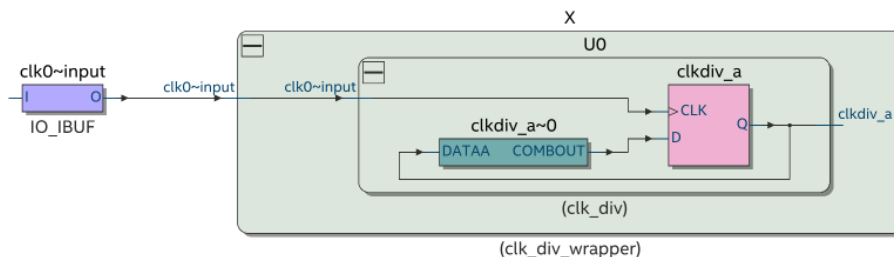 X
U0
clk0~input
I
O
IO_IBUF
clk0~input
clk0~input
clkdiv_a
CLK
D
Q
clkdiv_a
clkdiv_a~0
DATAA
COMBOUT
(clk_div)
(clk_div_wrapper)